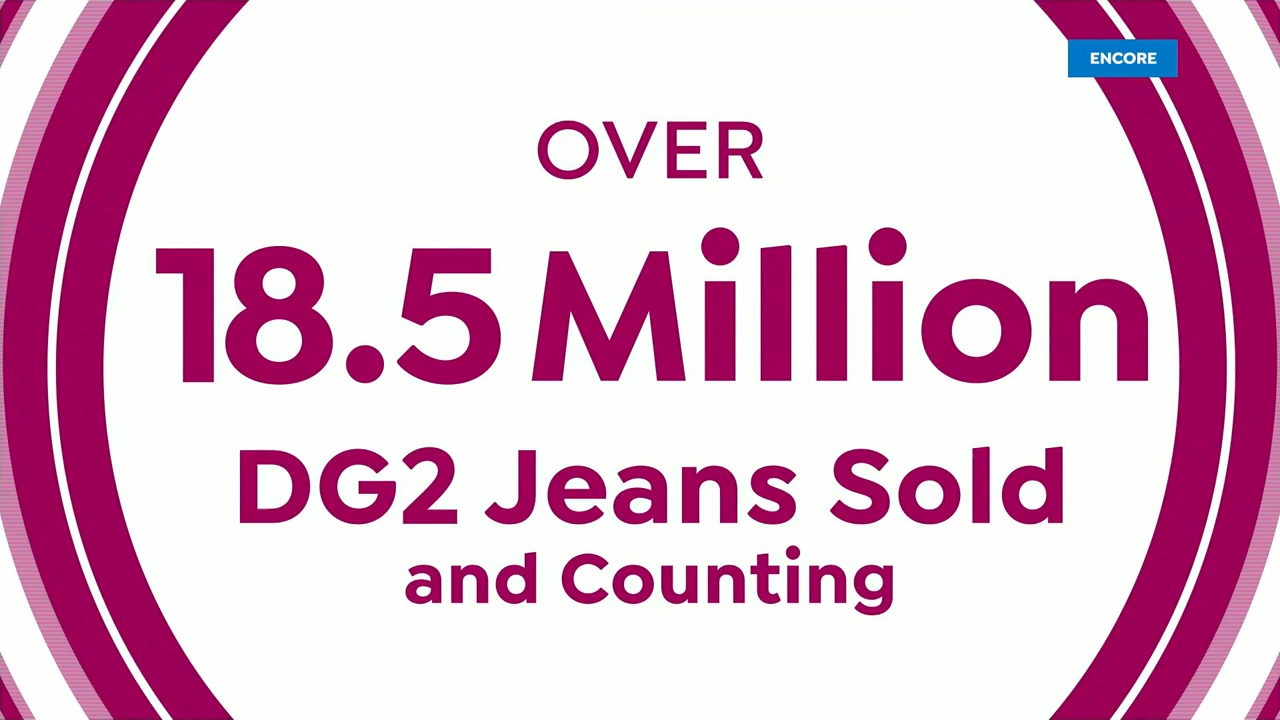 ENCORE
OVER
18.5 Million
DG2 Jeans Sold
and Counting